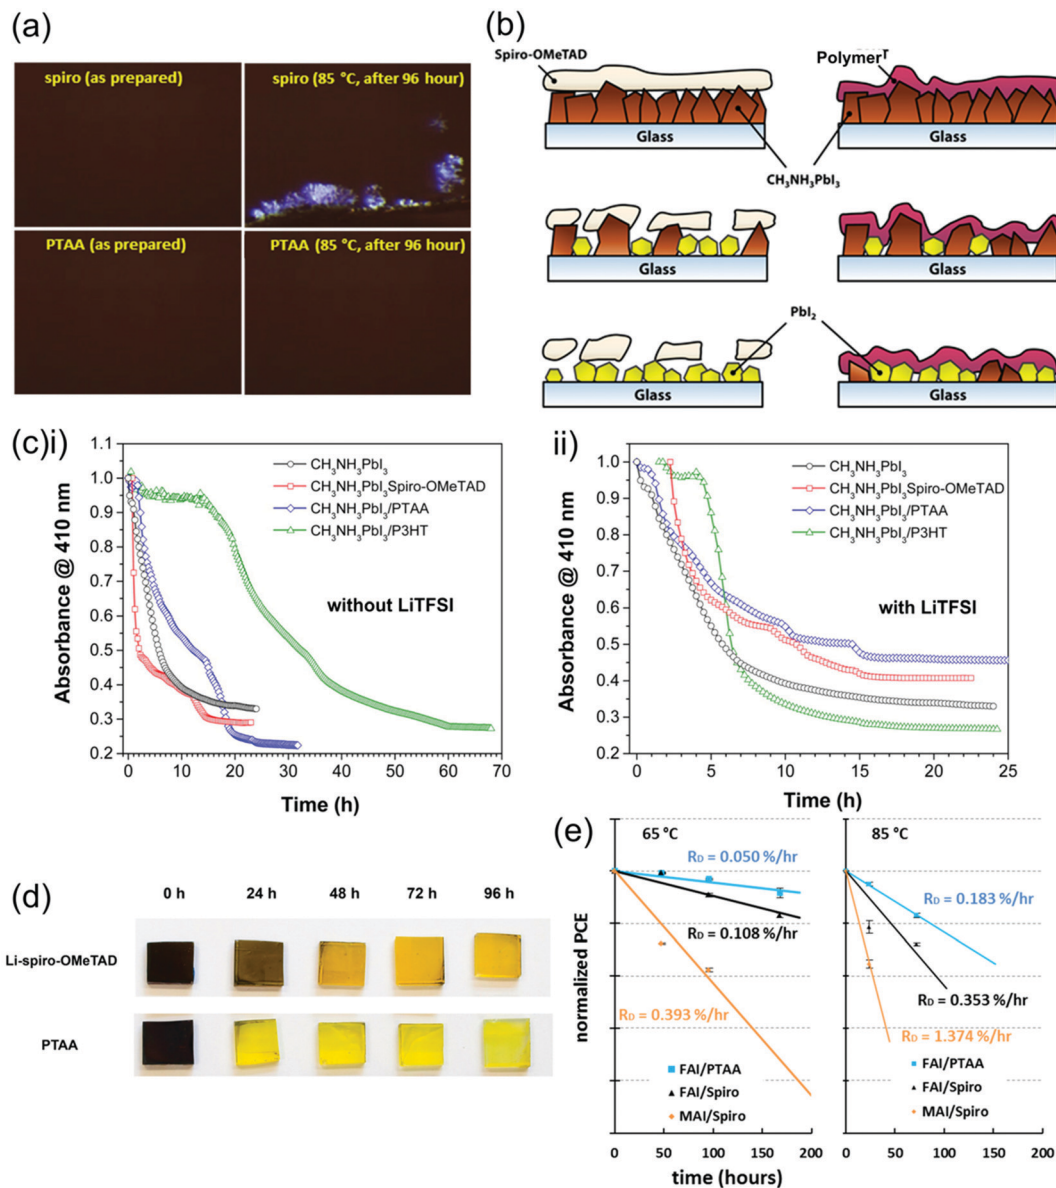 (a)
spiro (as prepared)
spiro (85 °C, after 96 hour)
PTAA (as prepared)
PTAA (85 °C, after 96 hour)
(b)
Spiro-OMeTAD
Polymer
Glass
Glass
CH₃NH₃PbI₃
Glass
Glass
PbI₂
Glass
Glass
(c)i)
Absorbance @ 410 nm
1.1
1.0
0.9
0.8
0.7
0.6
0.5
0.4
0.3
0.2
CH₃NH₃PbI₃
CH₃NH₃PbI₃Spiro-OMeTAD
CH₃NH₃PbI₃/PTAA
CH₃NH₃PbI₃/P3HT
without LiTFSI
0 10 20 30 40 50 60 70
Time (h)
ii)
Absorbance @ 410 nm
1.0
0.9
0.8
0.7
0.6
0.5
0.4
0.3
0.2
CH₃NH₃PbI₃
CH₃NH₃PbI₃Spiro-OMeTAD
CH₃NH₃PbI₃/PTAA
CH₃NH₃PbI₃/P3HT
with LiTFSI
0 5 10 15 20 25
Time (h)
(d)
0 h 24 h 48 h 72 h 96 h
Li-spiro-OMeTAD
PTAA
(e)
normalized PCE
65 °C
R_D = 0.050 %/hr
R_D = 0.108 %/hr
R_D = 0.393 %/hr
FAI/PTAA
FAI/Spiro
MAI/Spiro
0 50 100 150 200
85 °C
R_D = 0.183 %/hr
R_D = 0.353 %/hr
R_D = 1.374 %/hr
FAI/PTAA
FAI/Spiro
MAI/Spiro
0 50 100 150 200
time (hours)